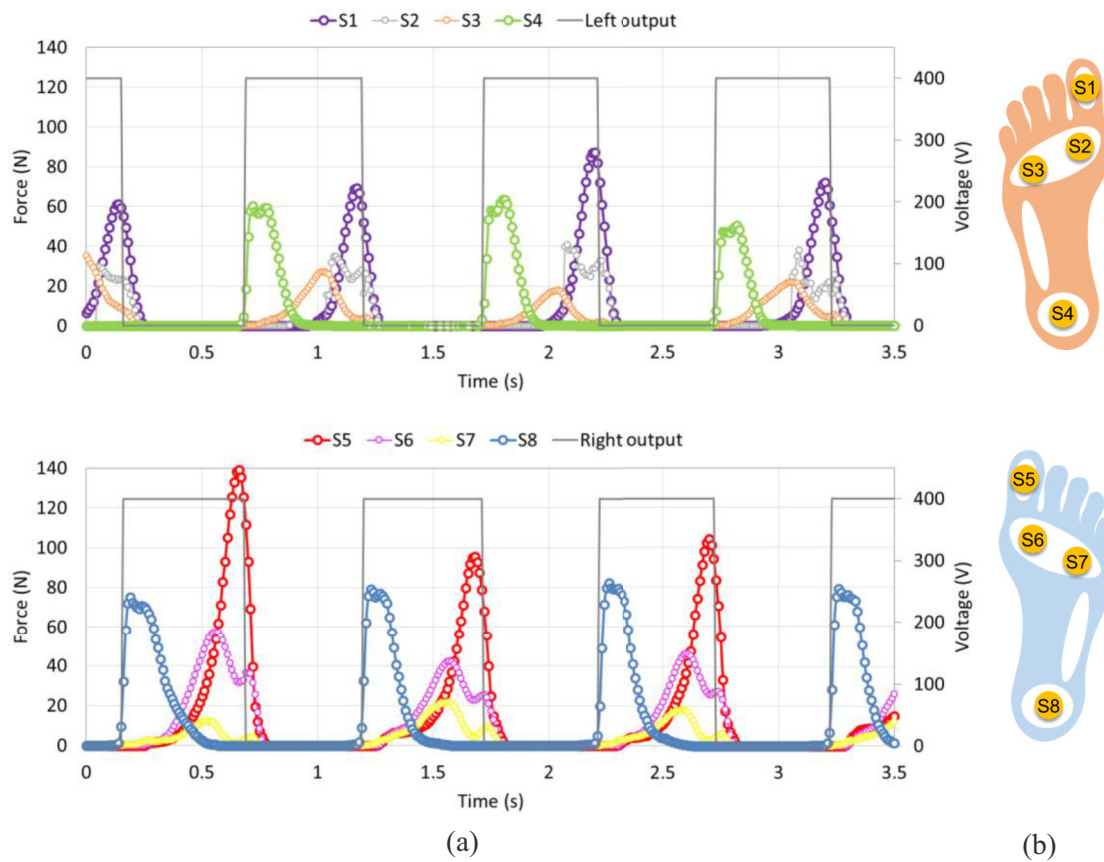 S1 S2 S3 S4 Left output
140
120
100
80
60
40
20
0
Force (N)
400
300
200
100
0
Voltage (V)
0 0.5 1 1.5 2 2.5 3 3.5
Time (s)
S1
S2
S3
S4
S5 S6 S7 S8 Right output
140
120
100
80
60
40
20
0
Force (N)
400
300
200
100
0
Voltage (V)
0 0.5 1 1.5 2 2.5 3 3.5
Time (s)
S5
S6
S7
S8
(a) (b)